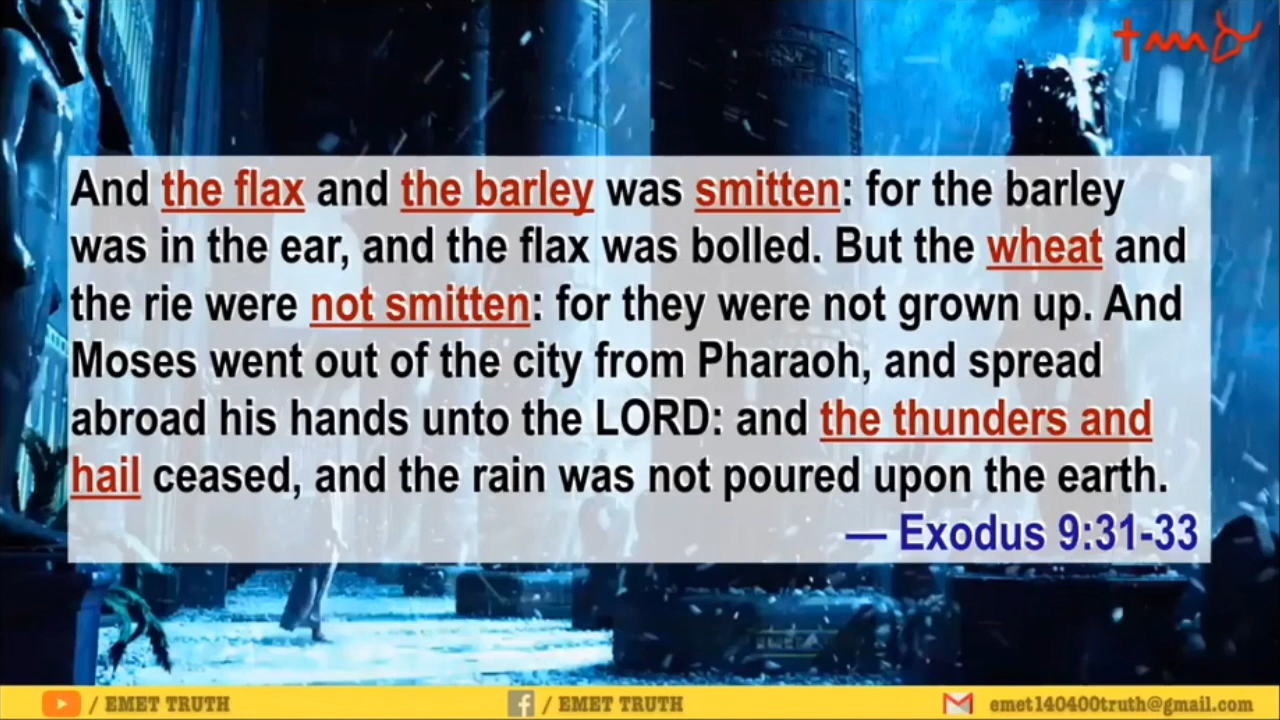 And the flax and the barley was smitten: for the barley
was in the ear, and the flax was bolled. But the wheat and
the rie were not smitten: for they were not grown up. And
Moses went out of the city from Pharaoh, and spread
abroad his hands unto the LORD: and the thunders and
hail ceased, and the rain was not poured upon the earth.
— Exodus 9:31-33
/ EMET TRUTH
/ EMET TRUTH
emet140400truth@gmail.com